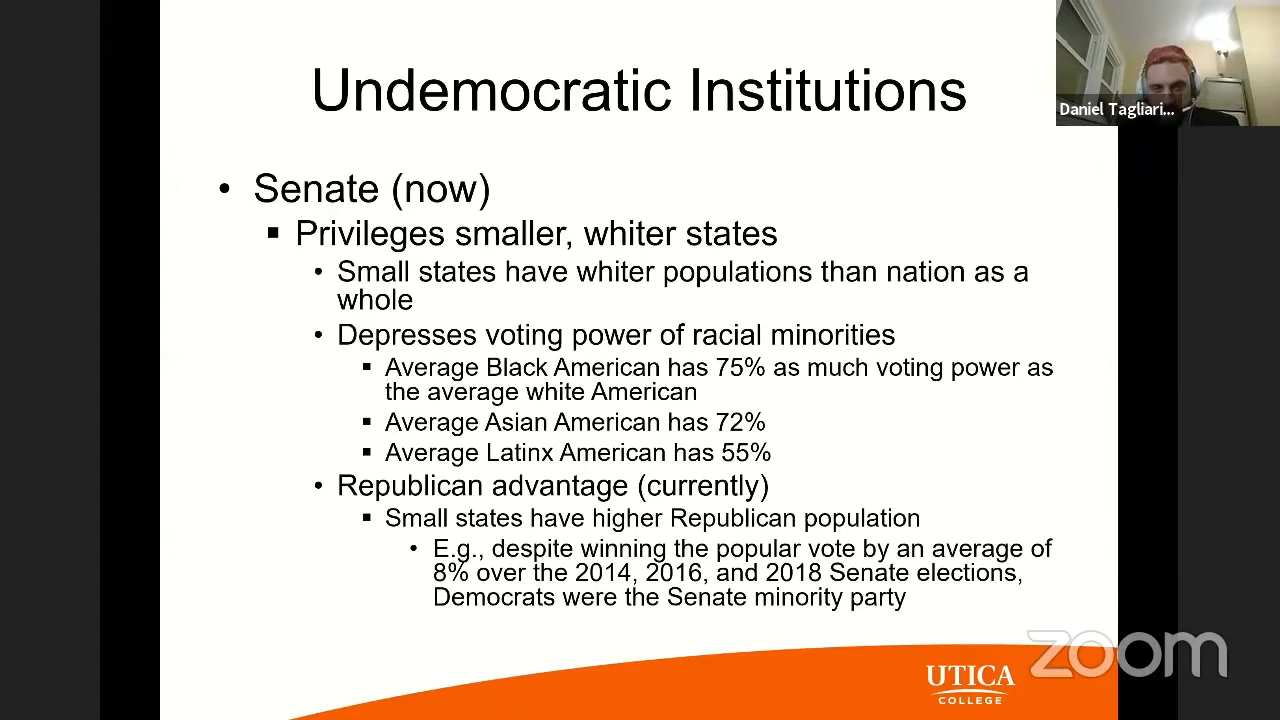 Undemocratic Institutions
Daniel Tagliari...
• Senate (now)
▪ Privileges smaller, whiter states
• Small states have whiter populations than nation as a
whole
• Depresses voting power of racial minorities
▪ Average Black American has 75% as much voting power as
the average white American
▪ Average Asian American has 72%
▪ Average Latinx American has 55%
• Republican advantage (currently)
▪ Small states have higher Republican population
• E.g., despite winning the popular vote by an average of
8% over the 2014, 2016, and 2018 Senate elections,
Democrats were the Senate minority party
zoom
UTICA
COLLEGE